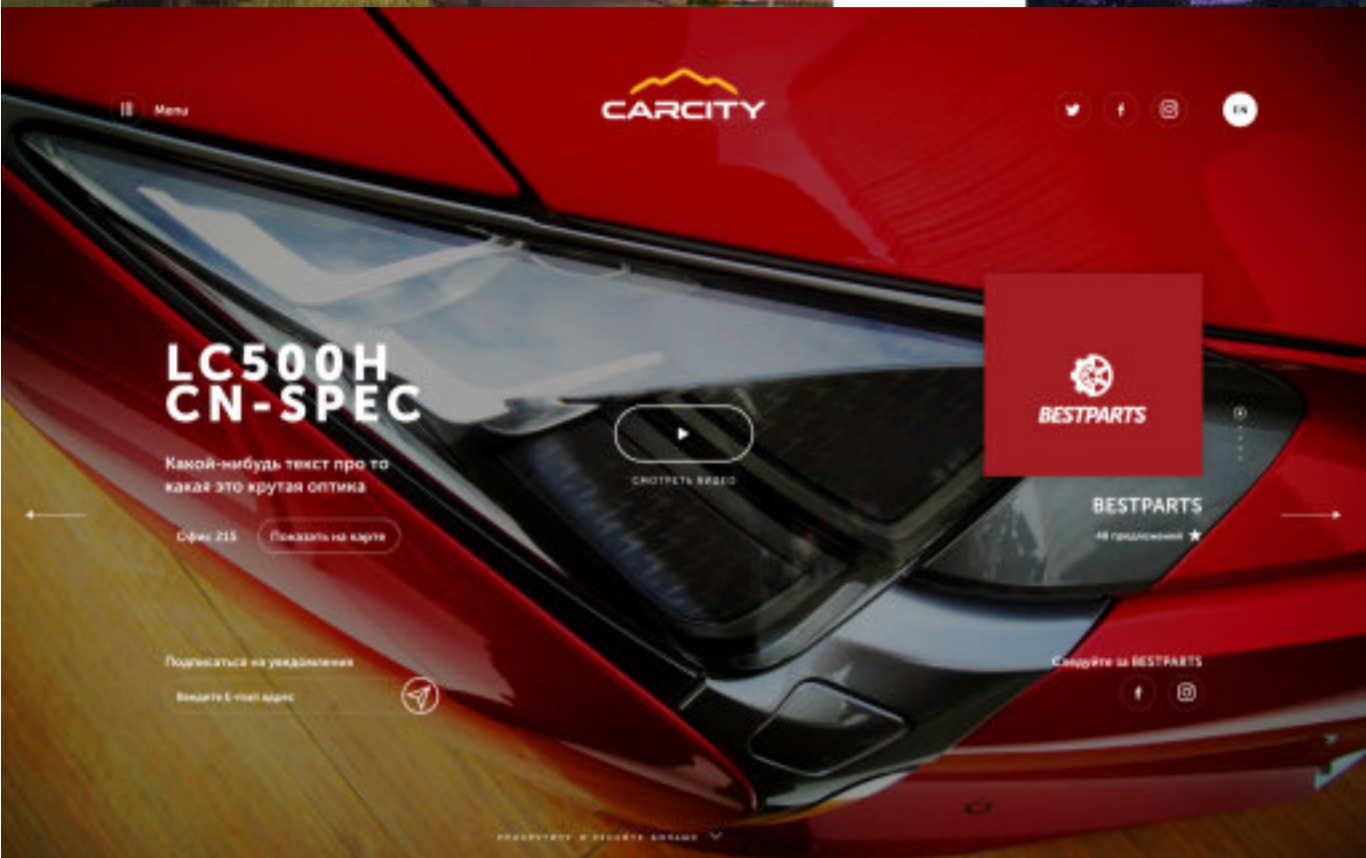 Menu
CARCITY
EN
LC500H
CN-SPEC
Какой-нибудь текст про то
какая это крутая оптика
Офис 215
Показать на карте
СМОТРЕТЬ ВИДЕО
BESTPARTS
BESTPARTS
48 предложений
Подписаться на уведомления
Введите E-mail адрес
Следуйте за BESTPARTS